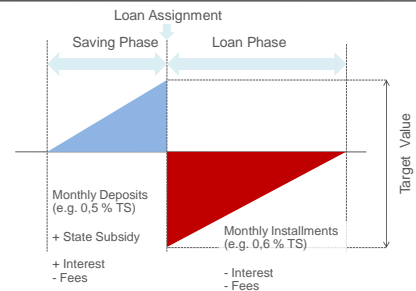 Loan Assignment
Saving Phase
Loan Phase
Target Value
Monthly Deposits
(e.g. 0,5 % TS)
+ State Subsidy
+ Interest
- Fees
Monthly Installments
(e.g. 0,6 % TS)
- Interest
- Fees